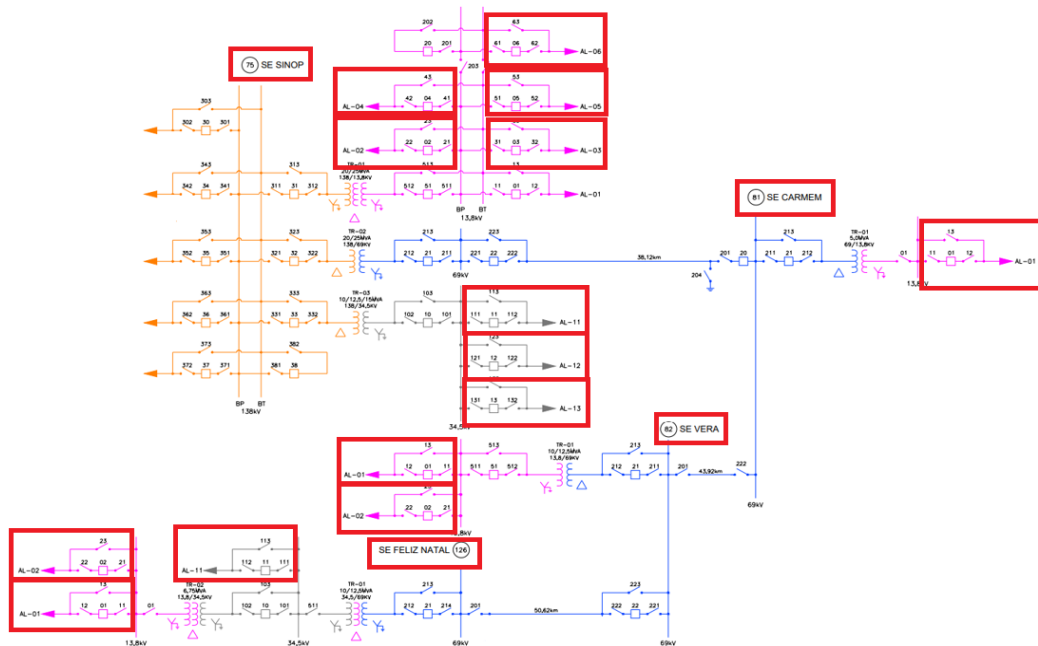 202
20 201
203
63
61 06 62
AL-06
75 SE SINOP
43
AL-04
42 04 41
53
51 05 52
AL-05
303
302 30 301
23
AL-02
22 02 21
31 03 32
AL-03
343
342 34 341
313
311 31 312
TR-01
20/25MVA
138/13,8KV
513
512 51 511
13
11 01 12
AL-01
BP BT
13,8kV
81 SE CARMEM
353
352 35 351
323
321 32 322
TR-02
20/25MVA
138/69KV
213
212 21 211
223
221 22 222
69kV
38,12km
204
201 20
213
211 21 212
TR-01
5,0MVA
69/13,8KV
01
13
11 01 12
AL-01
363
362 36 361
333
331 33 332
TR-03
10/12,5/15MVA
138/34,5KV
103
102 10 101
113
111 11 112
AL-11
373
372 37 371
382
381 38
BP BT
138kV
123
121 12 122
AL-12
131 13 132
AL-13
34,5kV
82 SE VERA
13
AL-01
12 01 11
513
511 51 512
TR-01
10/12,5MVA
13,8/69KV
213
212 21 211
201
43,92km
222
69kV
AL-02
22 02 21
SE FELIZ NATAL 126
23
AL-02
22 02 21
113
AL-11
112 11 111
13
AL-01
12 01 11
01
TR-02
6,75MVA
13,8/34,5KV
103
102 10 101
511
TR-01
10/12,5MVA
34,5/69KV
213
212 21 214
201
50,62km
223
222 22 221
13,8kV
34,5kV
69kV
69kV